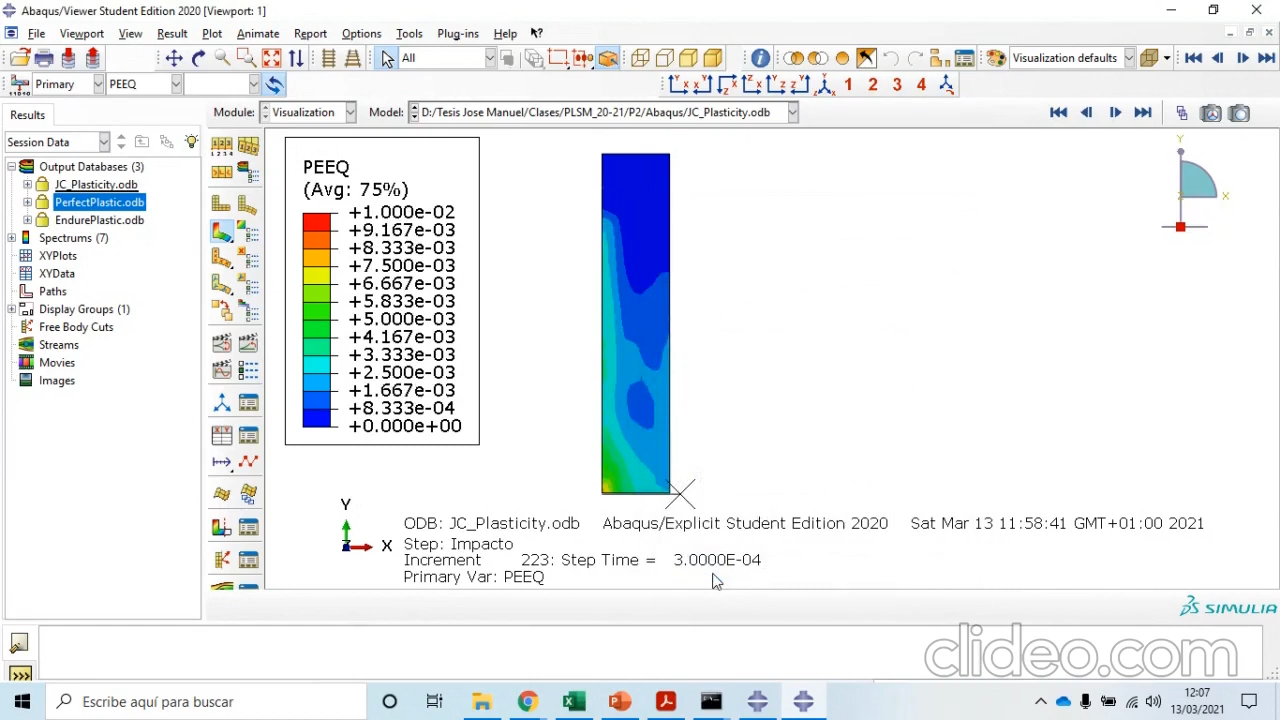 Abaqus/Viewer Student Edition 2020 [Viewport: 1]
File Viewport View Result Plot Animate Report Options Tools Plug-ins Help
All
Visualization defaults
Primary PEEQ
1 2 3 4
Results
Module: Visualization Model: D:/Tesis Jose Manuel/Clases/PLSM_20-21/P2/Abaqus/JC_Plasticity.odb
Session Data
Output Databases (3)
JC_Plasticity.odb
PerfectPlastic.odb
EndurePlastic.odb
Spectrums (7)
XYPlots
XYData
Paths
Display Groups (1)
Free Body Cuts
Streams
Movies
Images
PEEQ
(Avg: 75%)
+1.000e-02
+9.167e-03
+8.333e-03
+7.500e-03
+6.667e-03
+5.833e-03
+5.000e-03
+4.167e-03
+3.333e-03
+2.500e-03
+1.667e-03
+8.333e-04
+0.000e+00
Y
X
Y
X
Z
ODB: JC_Plasticity.odb Abaqus/Explicit Student Edition 2020 Sat Mar 13 11:58:41 GMT+01:00 2021
Step: Impacto
Increment 223: Step Time = 3.0000E-04
Primary Var: PEEQ
SIMULIA
>>>
clideo.com
Escribe aquí para buscar
12:07
13/03/2021